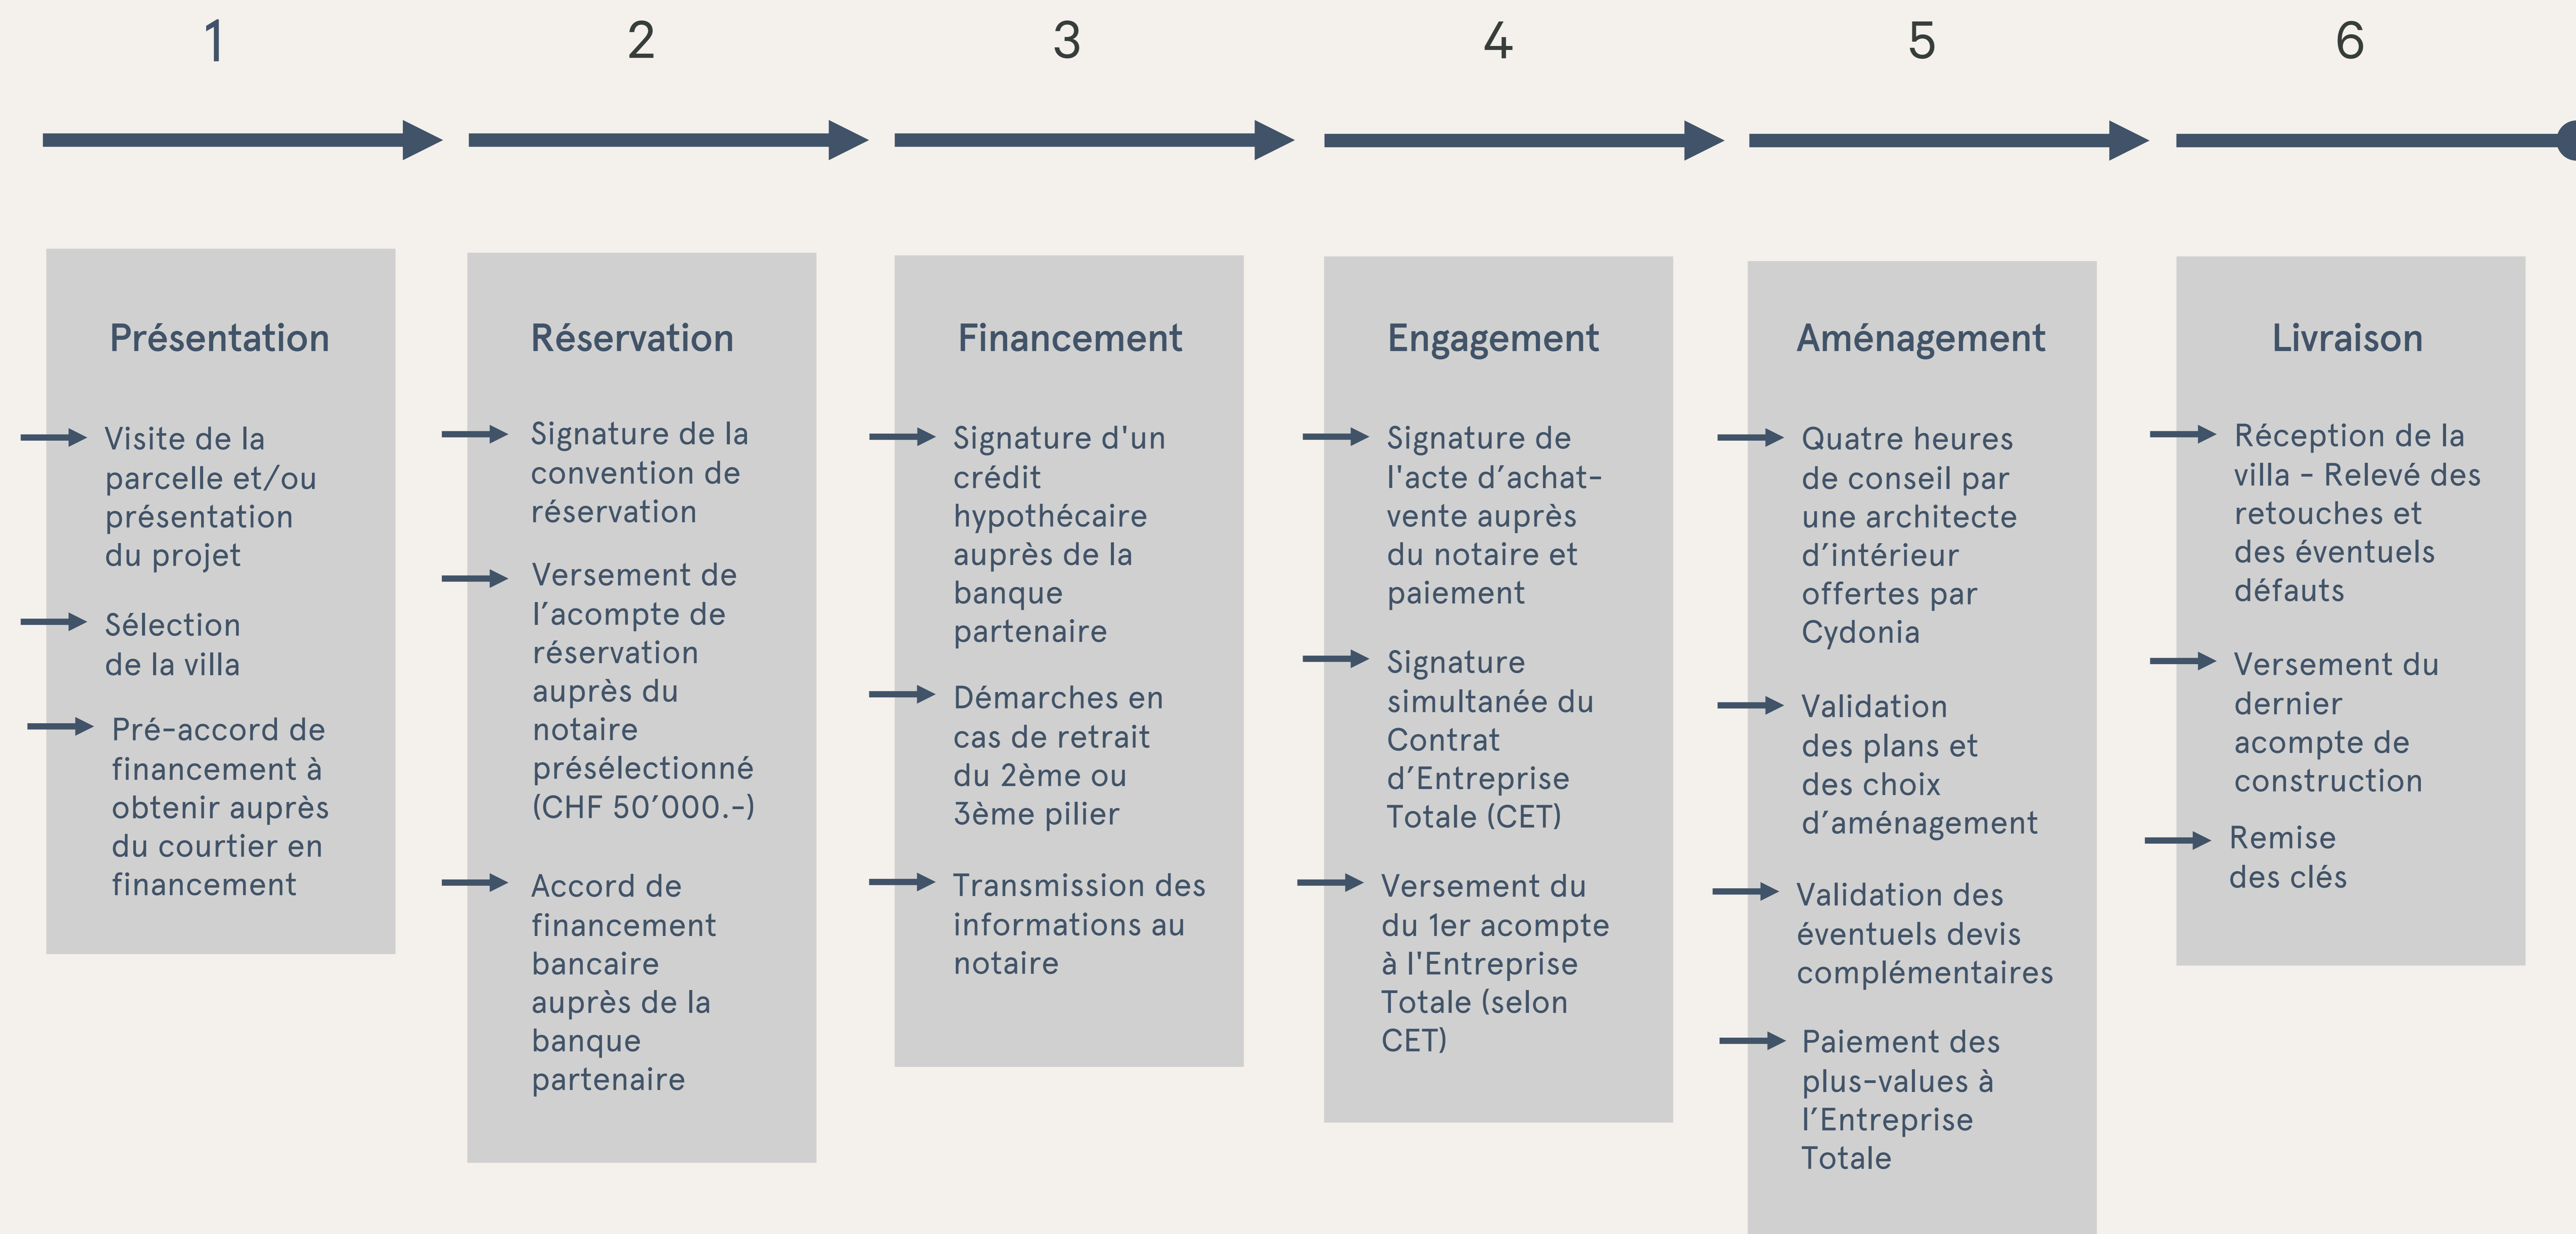 1
2
3
4
5
6
Présentation
Visite de la
parcelle et/ou
présentation
du projet
Sélection
de la villa
Pré-accord de
financement à
obtenir auprès
du courtier en
financement
Réservation
Signature de la
convention de
réservation
Versement de
l’acompte de
réservation
auprès du
notaire
présélectionné
(CHF 50’000.-)
Accord de
financement
bancaire
auprès de la
banque
partenaire
Financement
Signature d'un
crédit
hypothécaire
auprès de la
banque
partenaire
Démarches en
cas de retrait
du 2ème ou
3ème pilier
Transmission des
informations au
notaire
Engagement
Signature de
l'acte d’achat-
vente auprès
du notaire et
paiement
Signature
simultanée du
Contrat
d’Entreprise
Totale (CET)
Versement du
du 1er acompte
à l'Entreprise
Totale (selon
CET)
Aménagement
Quatre heures
de conseil par
une architecte
d’intérieur
offertes par
Cydonia
Validation
des plans et
des choix
d’aménagement
Validation des
éventuels devis
complémentaires
Paiement des
plus-values à
l’Entreprise
Totale
Livraison
Réception de la
villa - Relevé des
retouches et
des éventuels
défauts
Versement du
dernier
acompte de
construction
Remise
des clés